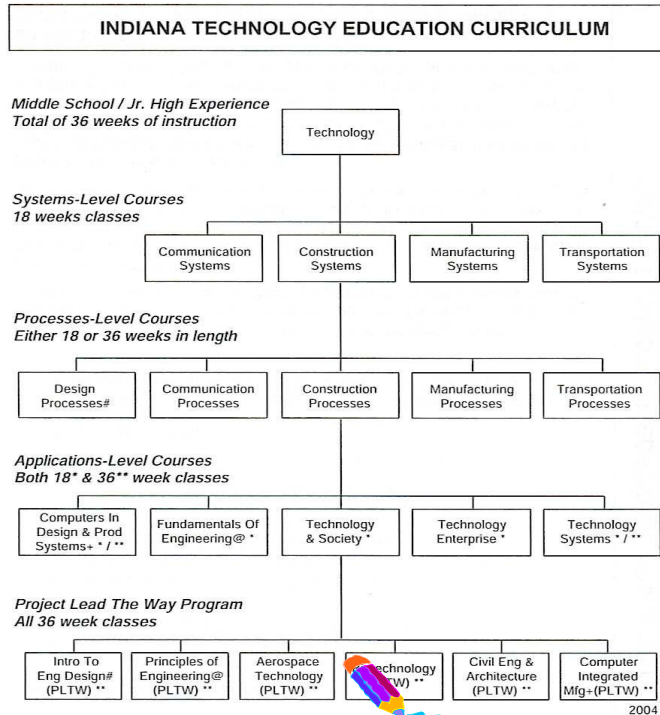 INDIANA TECHNOLOGY EDUCATION CURRICULUM
Middle School / Jr. High Experience
Total of 36 weeks of instruction
Technology
Systems-Level Courses
18 weeks classes
Communication
Systems
Construction
Systems
Manufacturing
Systems
Transportation
Systems
Processes-Level Courses
Either 18 or 36 weeks in length
Design
Processes#
Communication
Processes
Construction
Processes
Manufacturing
Processes
Transportation
Processes
Applications-Level Courses
Both 18* & 36** week classes
Computers In
Design & Prod
Systems+ * / **
Fundamentals Of
Engineering@ *
Technology
& Society *
Technology
Enterprise *
Technology
Systems * / **
Project Lead The Way Program
All 36 week classes
Intro To
Eng Design#
(PLTW) **
Principles of
Engineering@
(PLTW) **
Aerospace
Technology
(PLTW) **
**
Civil Eng &
Architecture
(PLTW) **
Computer
Integrated
Mfg+(PLTW) **
2004